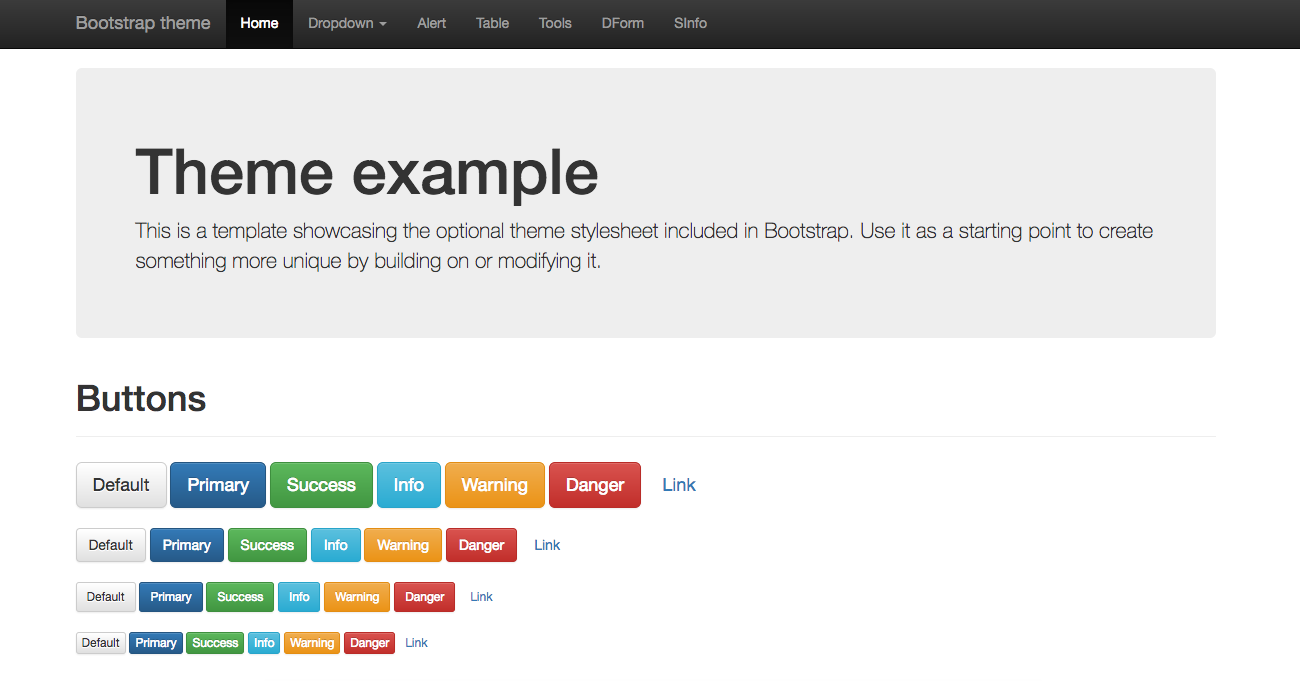 Bootstrap theme Home Dropdown Alert Table Tools DForm SInfo
Theme example
This is a template showcasing the optional theme stylesheet included in Bootstrap. Use it as a starting point to create
something more unique by building on or modifying it.
Buttons
Default Primary Success Info Warning Danger Link
Default Primary Success Info Warning Danger Link
Default Primary Success Info Warning Danger Link
Default Primary Success Info Warning Danger Link